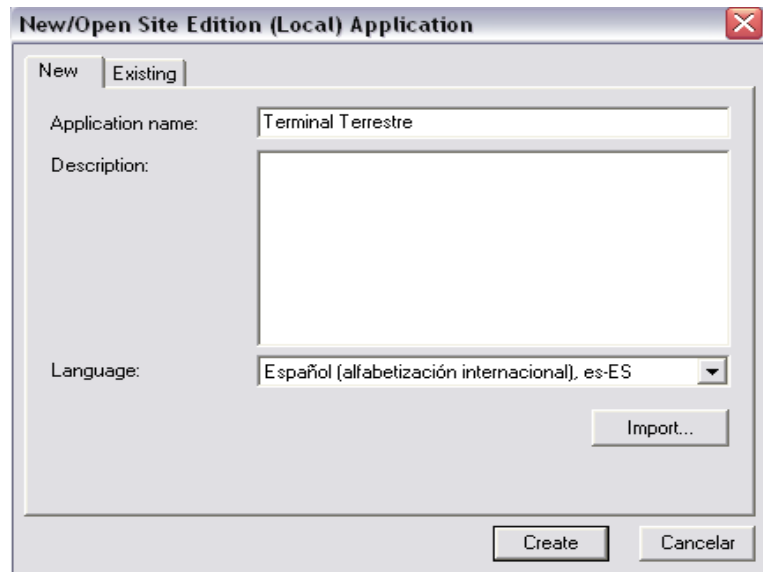 New/Open Site Edition (Local) Application
New Existing
Application name: Terminal Terrestre
Description:
Language: Español (alfabetización internacional), es-ES
Import...
Create Cancelar